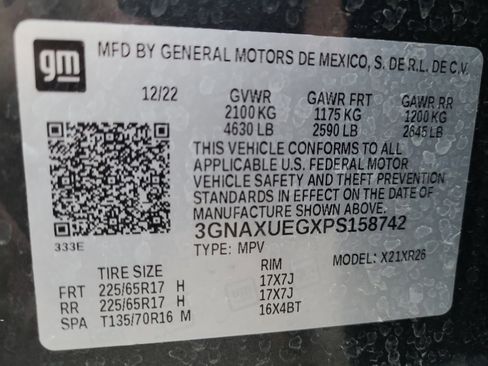 gm
MFD BY GENERAL MOTORS DE MEXICO, S. DE R.L. DE C.V.
12/22 GVWR GAWR FRT GAWR RR
2100 KG 1175 KG 1200 KG
4630 LB 2590 LB 2645 LB
THIS VEHICLE CONFORMS TO ALL
APPLICABLE U.S. FEDERAL MOTOR
VEHICLE SAFETY AND THEFT PREVENTION
STANDARDS IN EFFECT ON THE DATE OF
MANUFACTURE SHOWN ABOVE.
333E 3GNAXUEGXPS158742
TYPE: MPV MODEL: X21XR26
TIRE SIZE RIM
FRT 225/65R17 H 17X7J
RR 225/65R17 H 17X7J
SPA T135/70R16 M 16X4BT